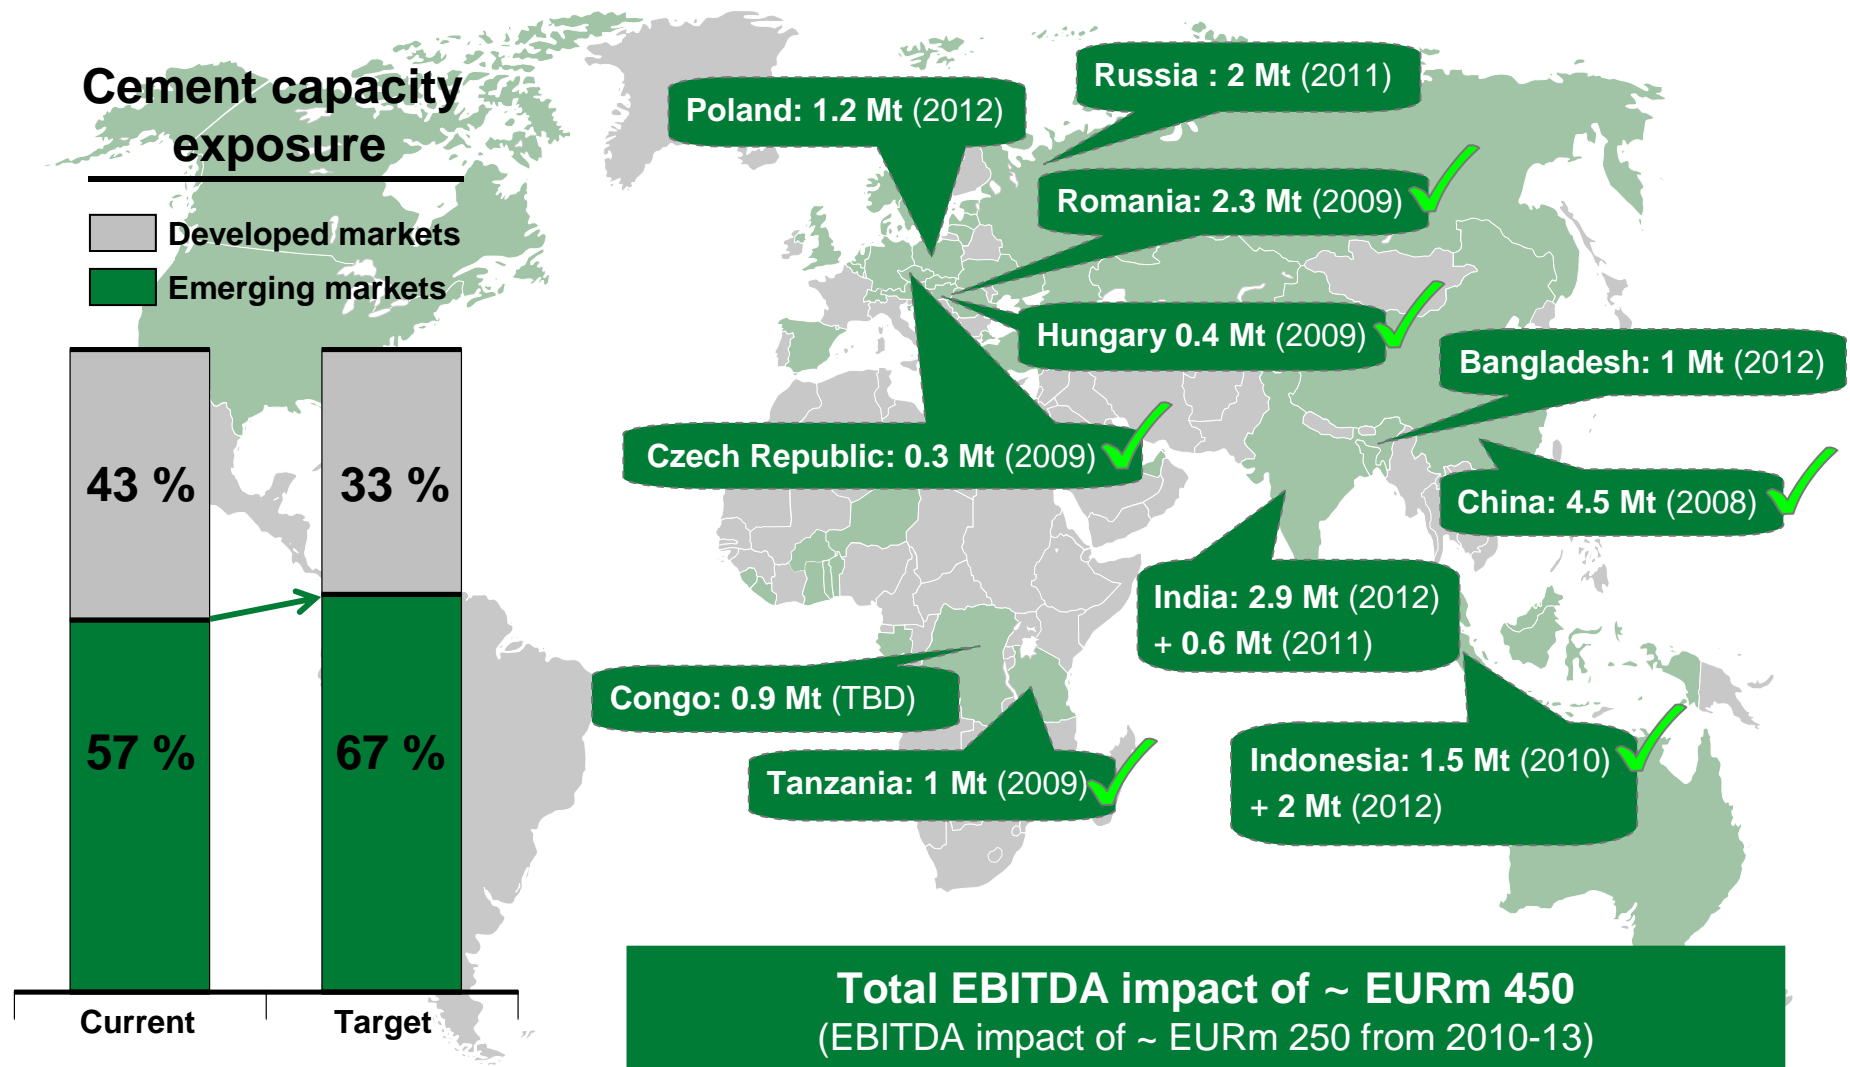 Cement capacity
exposure
Developed markets
Emerging markets
43 %
33 %
57 %
67 %
Current
Target
Poland: 1.2 Mt (2012)
Russia : 2 Mt (2011)
Romania: 2.3 Mt (2009)
Hungary 0.4 Mt (2009)
Bangladesh: 1 Mt (2012)
Czech Republic: 0.3 Mt (2009)
China: 4.5 Mt (2008)
India: 2.9 Mt (2012)
+ 0.6 Mt (2011)
Congo: 0.9 Mt (TBD)
Tanzania: 1 Mt (2009)
Indonesia: 1.5 Mt (2010)
+ 2 Mt (2012)
Total EBITDA impact of ~ EURm 450
(EBITDA impact of ~ EURm 250 from 2010-13)